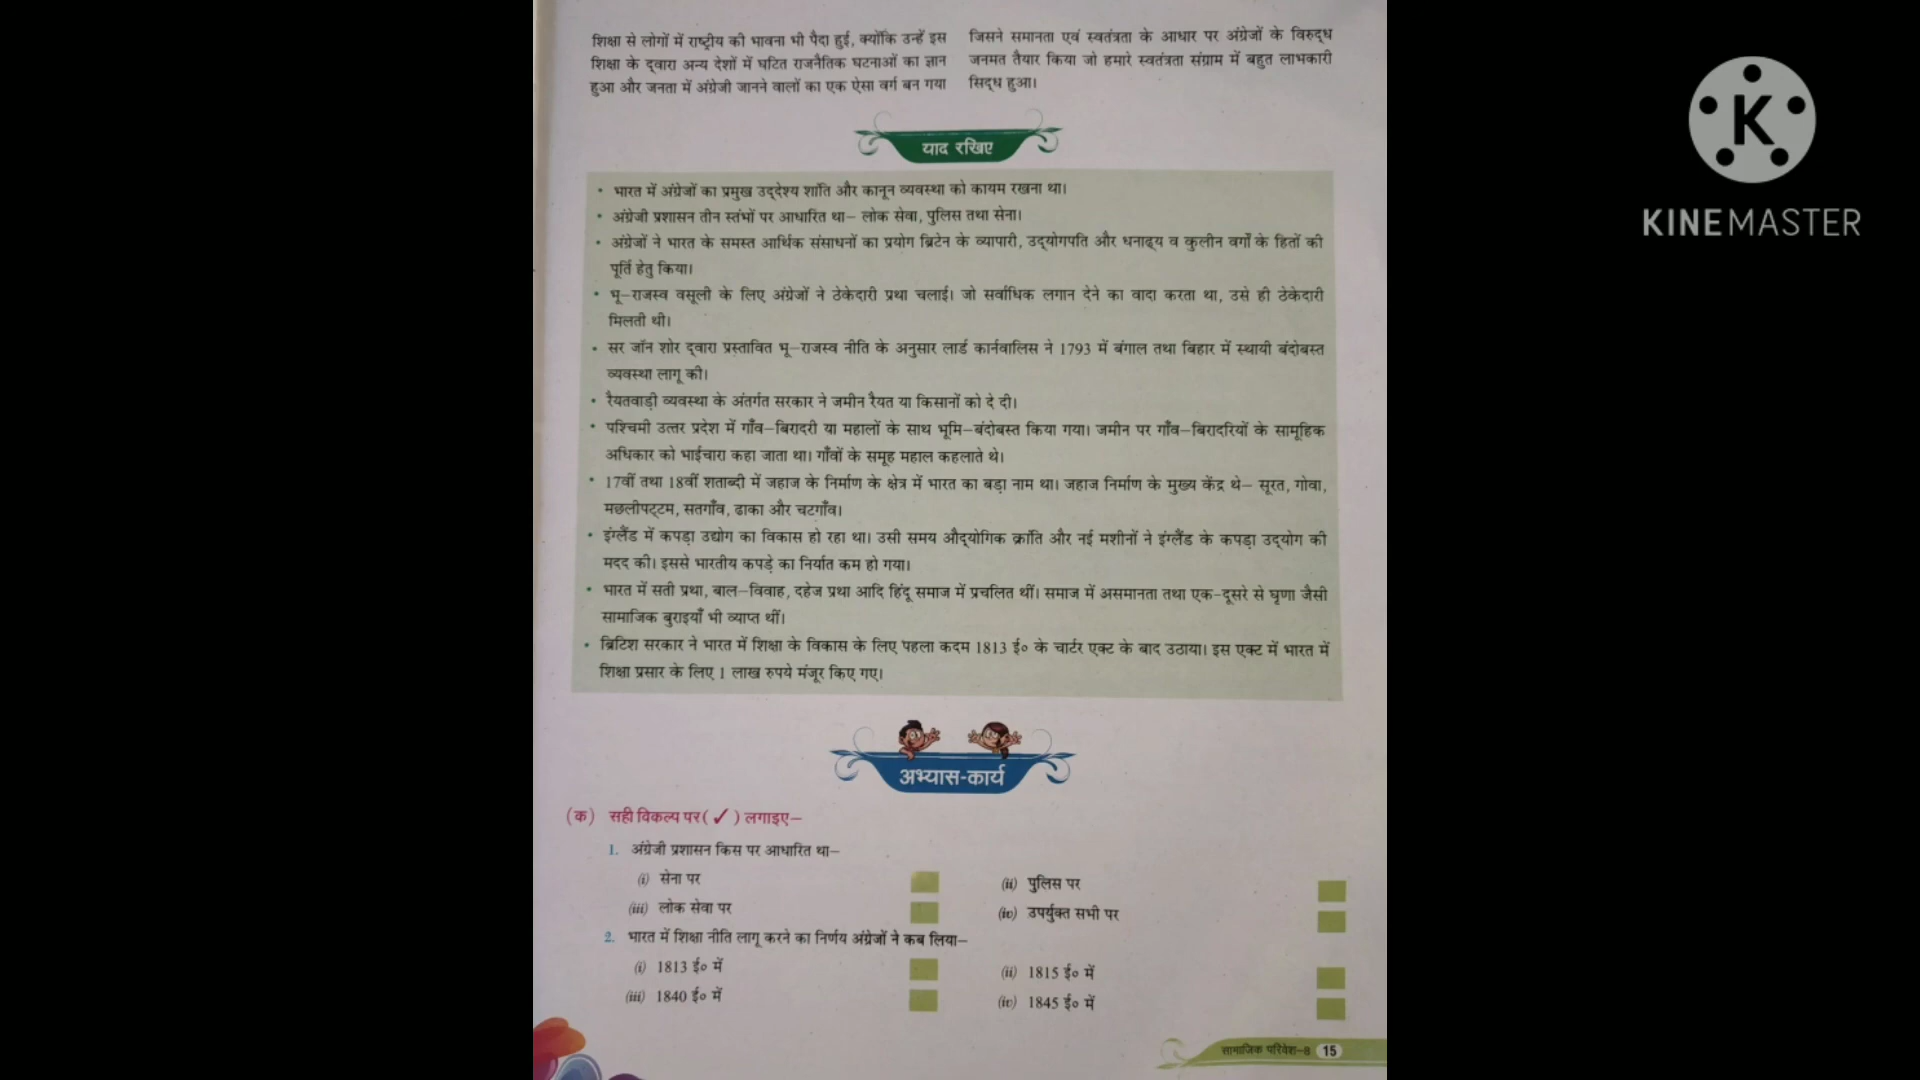 शिक्षा से लोगों में राष्ट्रीय की भावना भी पैदा हुई, क्योंकि उन्हें इस
शिक्षा के द्वारा अन्य देशों में घटित राजनैतिक घटनाओं का ज्ञान
हुआ और जनता में अंग्रेजी जानने वालों का एक ऐसा वर्ग बन गया
जिसने समानता एवं स्वतंत्रता के आधार पर अंग्रेजों के विरुद्ध
जनमत तैयार किया जो हमारे स्वतंत्रता संग्राम में बहुत लाभकारी
सिद्ध हुआ।
याद रखिए
• भारत में अंग्रेजों का प्रमुख उद्देश्य शांति और कानून व्यवस्था को कायम रखना था।
• अंग्रेजी प्रशासन तीन स्तंभों पर आधारित था– लोक सेवा, पुलिस तथा सेना।
• अंग्रेजों ने भारत के समस्त आर्थिक संसाधनों का प्रयोग ब्रिटेन के व्यापारी, उद्योगपति और धनाढ्य व कुलीन वर्गों के हितों की
पूर्ति हेतु किया।
• भू–राजस्व वसूली के लिए अंग्रेजों ने ठेकेदारी प्रथा चलाई। जो सर्वाधिक लगान देने का वादा करता था, उसे ही ठेकेदारी
मिलती थी।
• सर जॉन शोर द्वारा प्रस्तावित भू–राजस्व नीति के अनुसार लार्ड कार्नवालिस ने 1793 में बंगाल तथा बिहार में स्थायी बंदोबस्त
व्यवस्था लागू की।
• रैयतवाड़ी व्यवस्था के अंतर्गत सरकार ने जमीन रैयत या किसानों को दे दी।
• पश्चिमी उत्तर प्रदेश में गाँव–बिरादरी या महालों के साथ भूमि–बंदोबस्त किया गया। जमीन पर गाँव–बिरादरियों के सामूहिक
अधिकार को भाईचारा कहा जाता था। गाँवों के समूह महाल कहलाते थे।
• 17वीं तथा 18वीं शताब्दी में जहाज के निर्माण के क्षेत्र में भारत का बड़ा नाम था। जहाज निर्माण के मुख्य केंद्र थे– सूरत, गोवा,
मछलीपट्टम, सतगाँव, ढाका और चटगाँव।
• इंग्लैंड में कपड़ा उद्योग का विकास हो रहा था। उसी समय औद्योगिक क्रांति और नई मशीनों ने इंग्लैंड के कपड़ा उद्योग की
मदद की। इससे भारतीय कपड़े का निर्यात कम हो गया।
• भारत में सती प्रथा, बाल–विवाह, दहेज प्रथा आदि हिंदू समाज में प्रचलित थीं। समाज में असमानता तथा एक-दूसरे से घृणा जैसी
सामाजिक बुराइयाँ भी व्याप्त थीं।
• ब्रिटिश सरकार ने भारत में शिक्षा के विकास के लिए पहला कदम 1813 ई० के चार्टर एक्ट के बाद उठाया। इस एक्ट में भारत में
शिक्षा प्रसार के लिए 1 लाख रुपये मंजूर किए गए।
अभ्यास-कार्य
(क) सही विकल्प पर (✓) लगाइए–
1. अंग्रेजी प्रशासन किस पर आधारित था–
(i) सेना पर
(ii) पुलिस पर
(iii) लोक सेवा पर
(iv) उपर्युक्त सभी पर
2. भारत में शिक्षा नीति लागू करने का निर्णय अंग्रेजों ने कब लिया–
(i) 1813 ई० में
(ii) 1815 ई० में
(iii) 1840 ई० में
(iv) 1845 ई० में
सामाजिक परिवेश–8 15
K
KINEMASTER